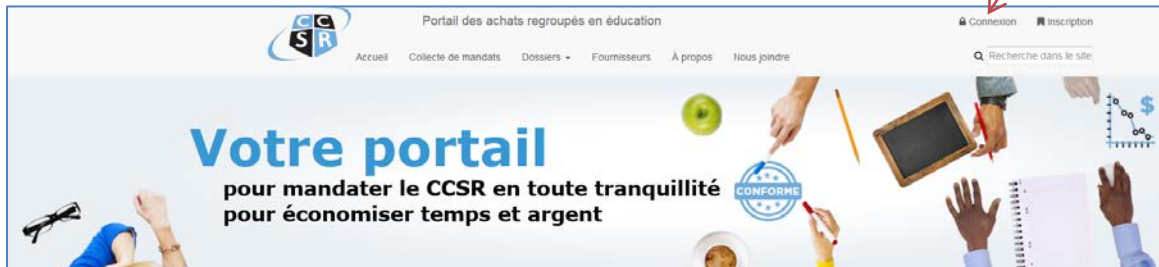 CCSR
Portail des achats regroupés en éducation
Connexion Inscription
Accueil Collecte de mandats Dossiers Fournisseurs À propos Nous joindre
Recherche dans le site
Votre portail
pour mandater le CCSR en toute tranquillité
pour économiser temps et argent
CONFORME
$